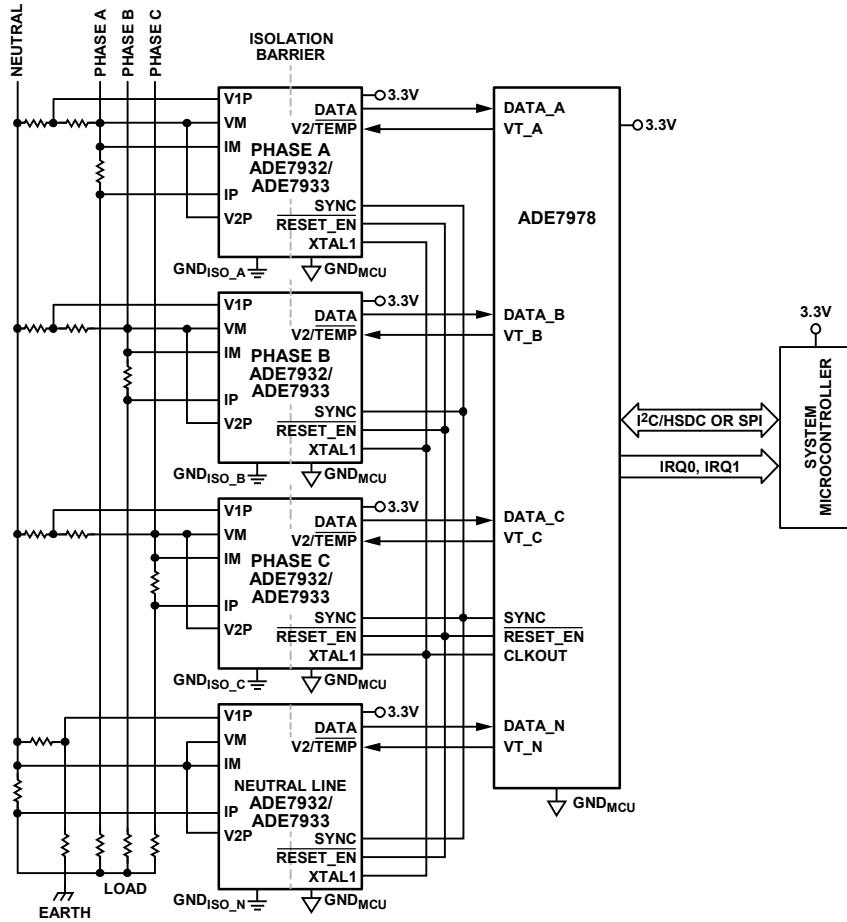 NEUTRAL
PHASE A
PHASE B
PHASE C
ISOLATION
BARRIER
V1P
VM
IM
IP
V2P
PHASE A
ADE7932/
ADE7933
3.3V
DATA
V2/TEMP
SYNC
RESET_EN
XTAL1
GNDISO_A
GNDMCU
V1P
VM
IM
IP
V2P
PHASE B
ADE7932/
ADE7933
3.3V
DATA
V2/TEMP
SYNC
RESET_EN
XTAL1
GNDISO_B
GNDMCU
V1P
VM
IM
IP
V2P
PHASE C
ADE7932/
ADE7933
3.3V
DATA
V2/TEMP
SYNC
RESET_EN
XTAL1
GNDISO_C
GNDMCU
V1P
VM
IM
IP
V2P
NEUTRAL LINE
ADE7932/
ADE7933
3.3V
DATA
V2/TEMP
SYNC
RESET_EN
XTAL1
GNDISO_N
GNDMCU
LOAD
EARTH
DATA_A
VT_A
3.3V
ADE7978
DATA_B
VT_B
DATA_C
VT_C
SYNC
RESET_EN
CLKOUT
DATA_N
VT_N
GNDMCU
I2C/HSDC OR SPI
IRQ0, IRQ1
3.3V
SYSTEM
MICROCONTROLLER